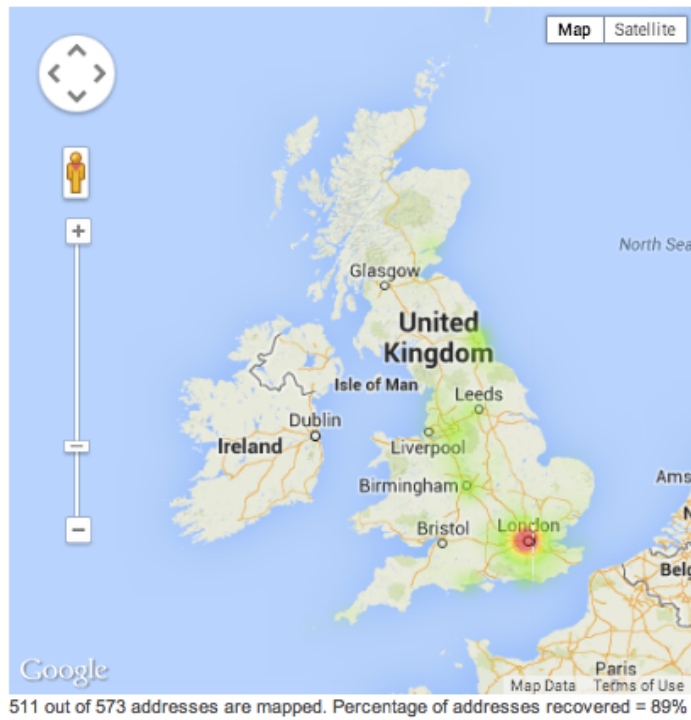 Map Satellite
North Sea
Glasgow
United
Kingdom
Isle of Man
Leeds
Dublin
Ireland
Liverpool
Birmingham
Ams
N
London
Bristol
Belg
Paris
Google
Map Data Terms of Use
511 out of 573 addresses are mapped. Percentage of addresses recovered = 89%